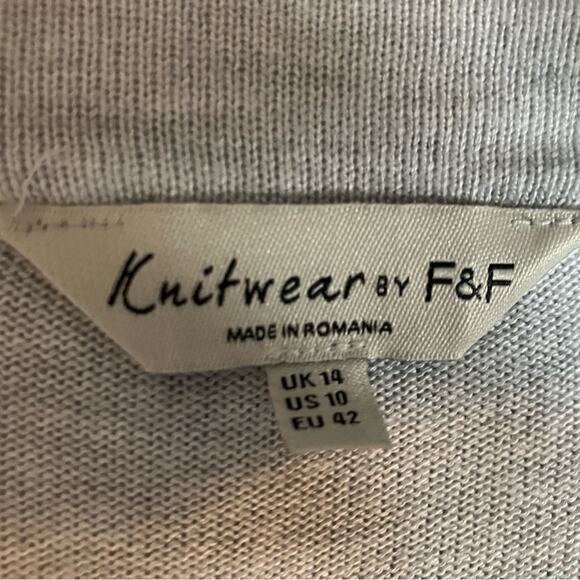 Knitwear BY F&F
MADE IN ROMANIA
UK 14
US 10
EU 42